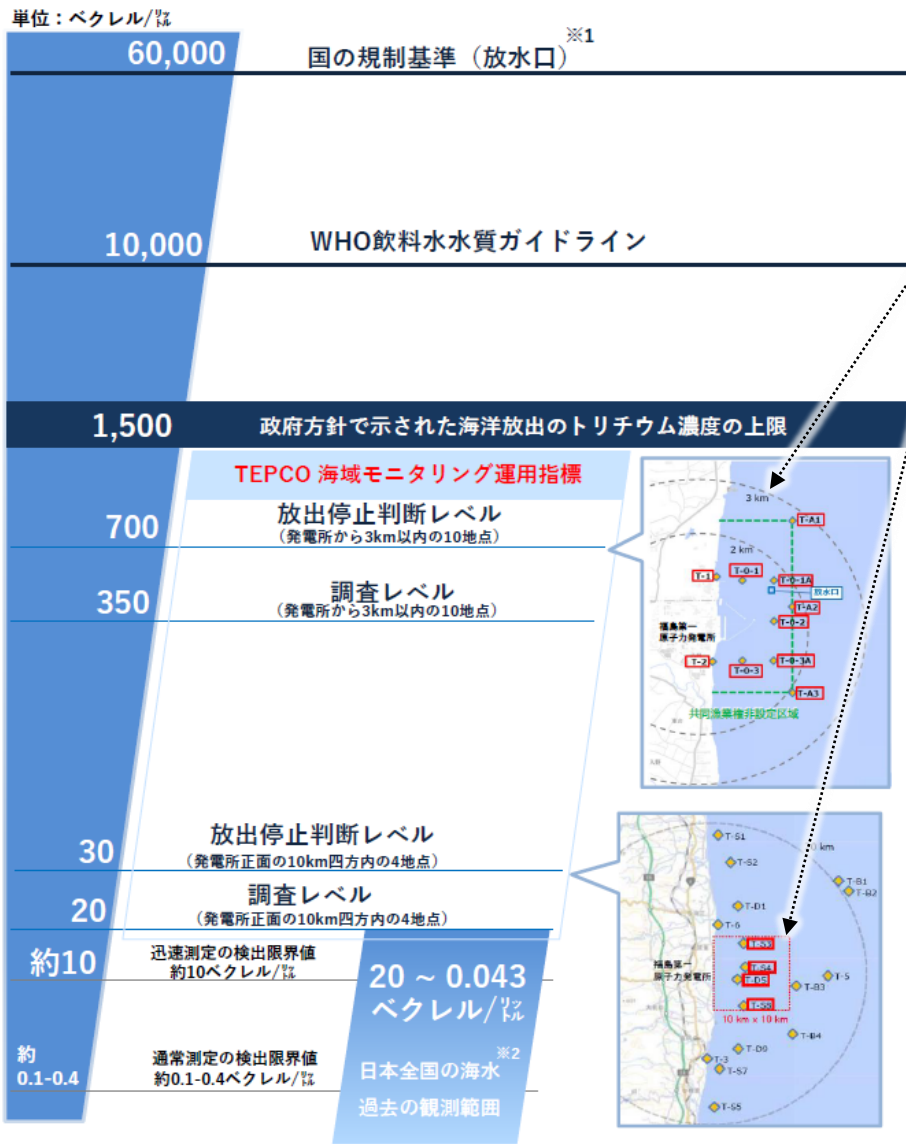 単位：ベクレル/㍑
60,000
国の規制基準（放水口）※1
10,000
WHO飲料水水質ガイドライン
1,500
政府方針で示された海洋放出のトリチウム濃度の上限
TEPCO 海域モニタリング運用指標
700
放出停止判断レベル
(発電所から3km以内の10地点)
350
調査レベル
(発電所から3km以内の10地点)
3 km
T-A1
2 km
T-0-1
T-1
T-0-1A
放水口
T-A2
T-0-2
福島第一
原子力発電所
T-2
T-0-3
T-0-3A
T-A3
共同漁業権非設定区域
30
放出停止判断レベル
(発電所正面の10km四方内の4地点)
20
調査レベル
(発電所正面の10km四方内の4地点)
約10
迅速測定の検出限界値
約10ベクレル/㍑
約
0.1-0.4
通常測定の検出限界値
約0.1-0.4ベクレル/㍑
20 ~ 0.043
ベクレル/㍑
日本全国の海水※2
過去の観測範囲
T-S1
T-S2
T-B1
T-B2
T-D1
T-6
T-S3
T-S4
福島第一
原子力発電所
T-D5
T-5
T-B3
10 km x 10 km
T-B4
T-D9
T-3
T-S7
T-S5